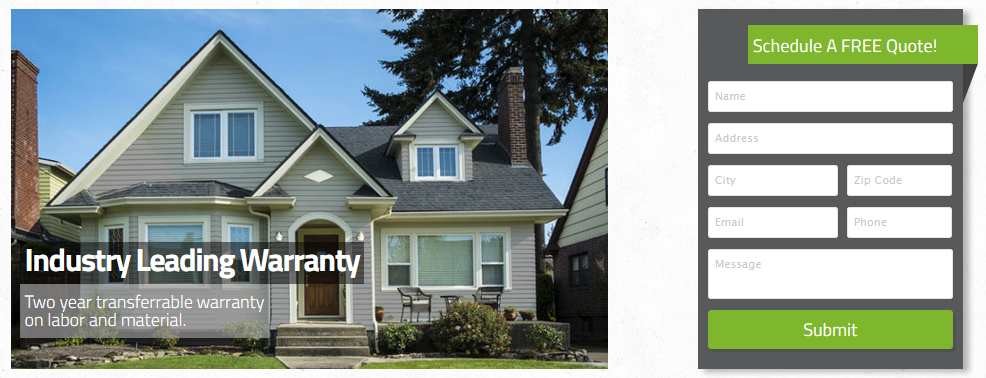 Industry Leading Warranty
Two year transferrable warranty
on labor and material.
Schedule A FREE Quote!
Name
Address
City
Zip Code
Email
Phone
Message
Submit